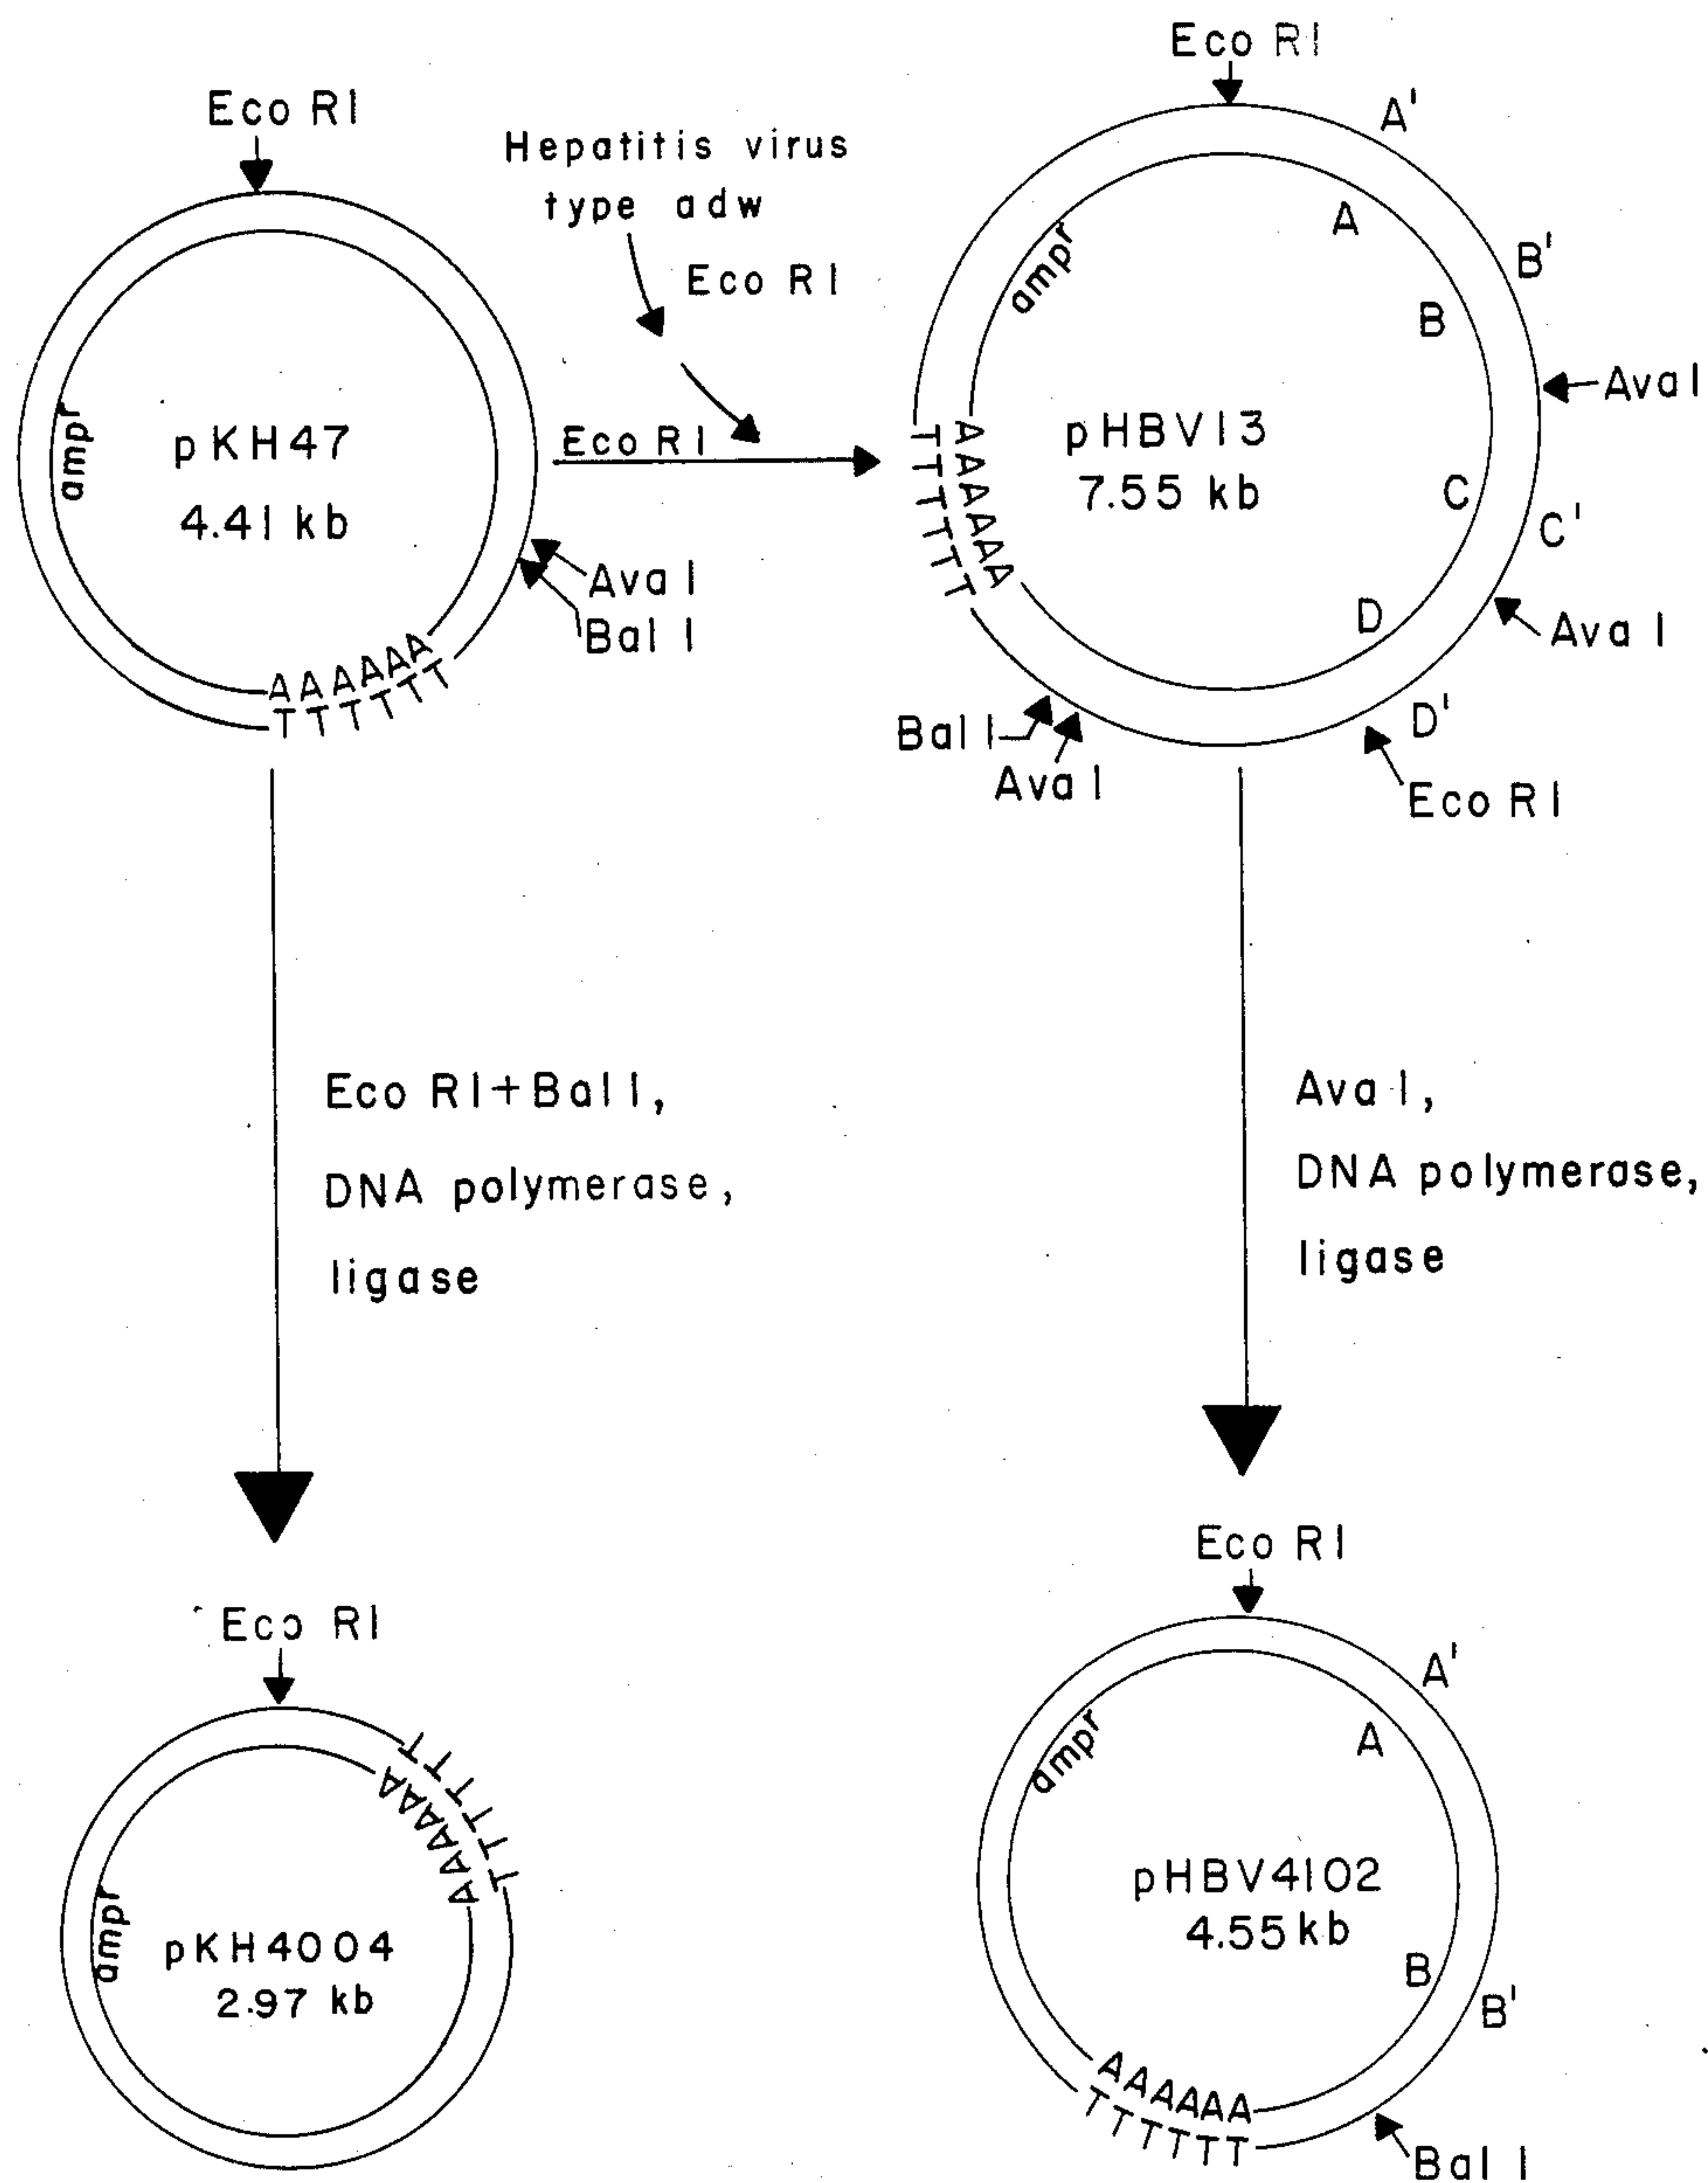 Eco RI
A'
Eco RI
Hepatitis virus
type adw
Eco RI
A
B'
ampr
B
Ava I
ampr
pKH47
4.41 kb
Eco RI
pHBV13
7.55 kb
AAAAAA
TTTTTT
C
C'
Ava I
Bal I
D
Ava I
AAAAAA
TTTTTT
D'
Bal I
Ava I
Eco RI
Eco RI+Bal I,
DNA polymerase,
ligase
Ava I,
DNA polymerase,
ligase
Eco RI
Eco RI
A'
A
ampr
TTTTTT
AAAAAA
ampr
pKH4004
2.97 kb
pHBV4102
4.55 kb
B
B'
AAAAAA
TTTTTT
Bal I